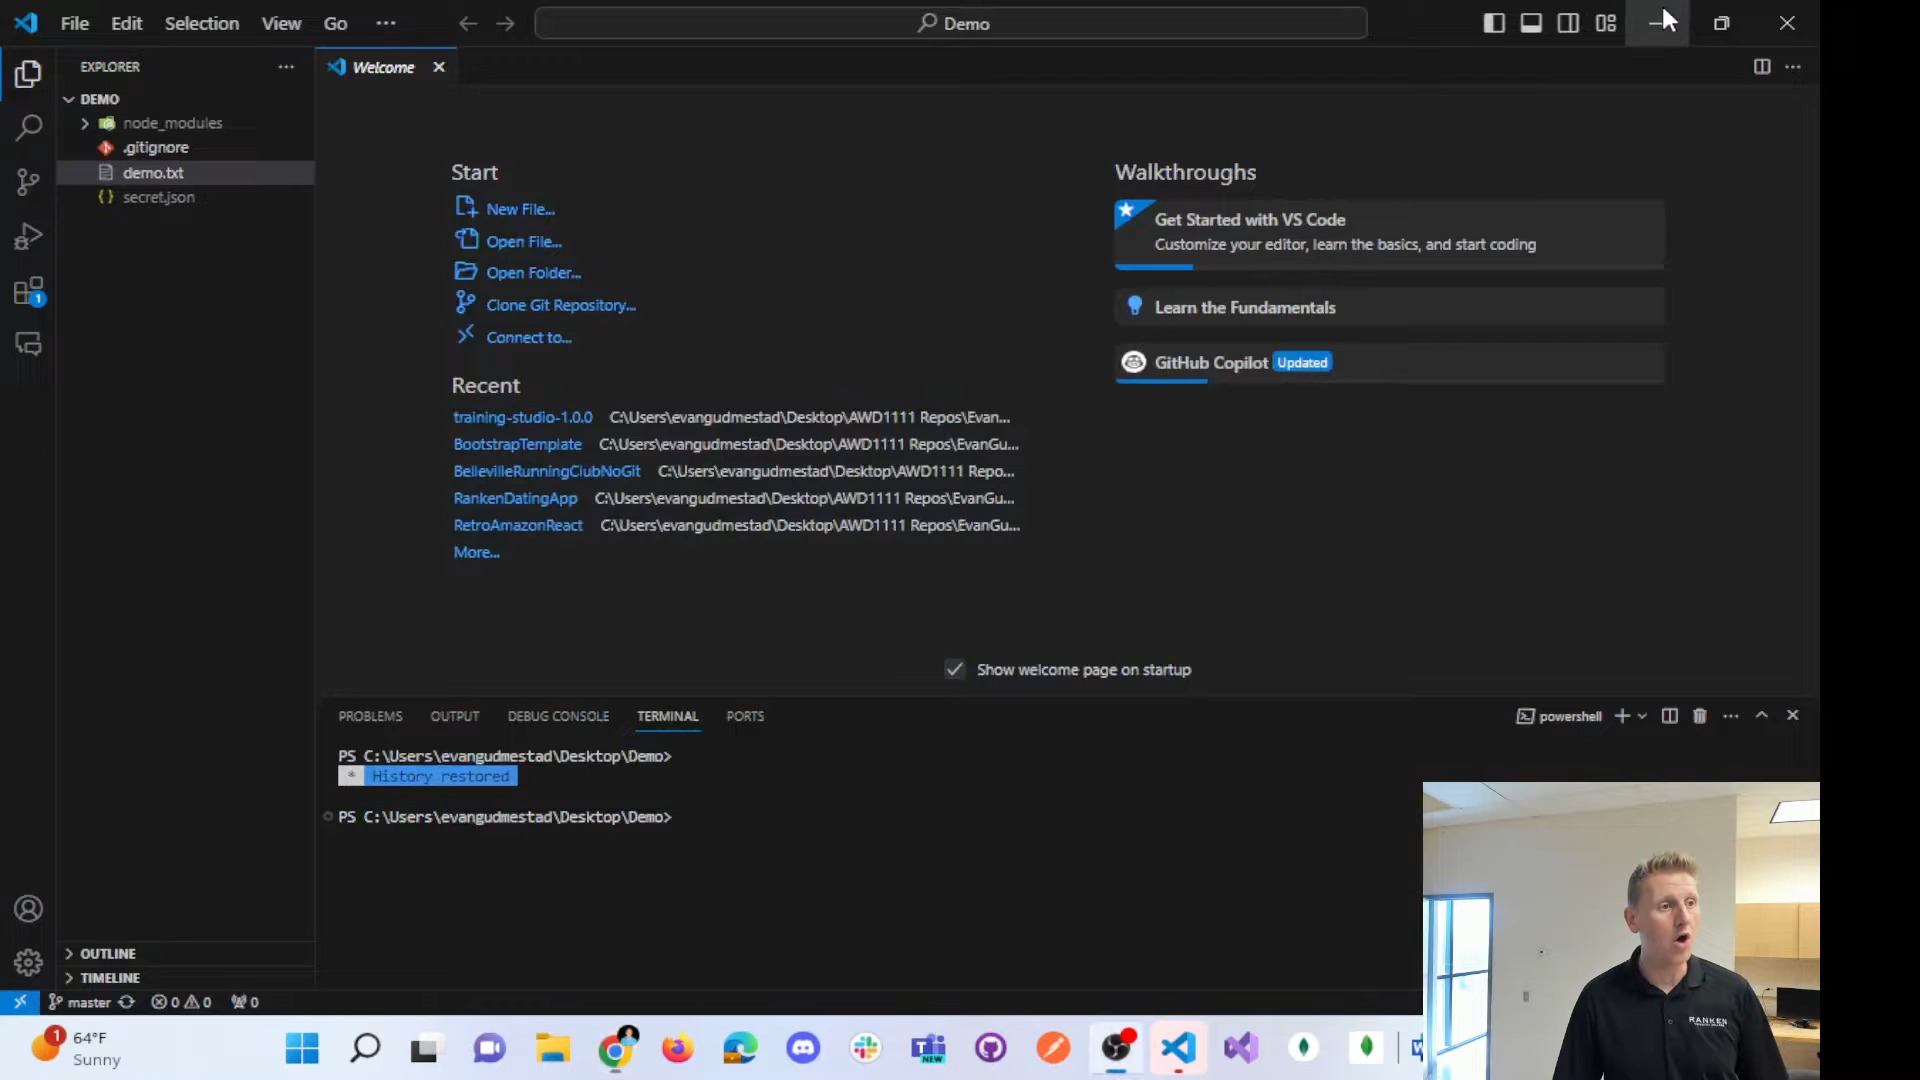 File Edit Selection View Go ···
Demo
EXPLORER ···
Welcome
DEMO
node_modules
.gitignore
demo.txt
{} secret.json
1
Start
New File...
Open File...
Open Folder...
Clone Git Repository...
Connect to...
Recent
training-studio-1.0.0 C:\Users\evangudmestad\Desktop\AWD1111 Repos\Evan...
BootstrapTemplate C:\Users\evangudmestad\Desktop\AWD1111 Repos\EvanGu...
BellevilleRunningClubNoGit C:\Users\evangudmestad\Desktop\AWD1111 Repo...
RankenDatingApp C:\Users\evangudmestad\Desktop\AWD1111 Repos\EvanGu...
RetroAmazonReact C:\Users\evangudmestad\Desktop\AWD1111 Repos\EvanGu...
More...
Walkthroughs
Get Started with VS Code
Customize your editor, learn the basics, and start coding
Learn the Fundamentals
GitHub Copilot Updated
Show welcome page on startup
PROBLEMS OUTPUT DEBUG CONSOLE TERMINAL PORTS
powershell
PS C:\Users\evangudmestad\Desktop\Demo>
* History restored
PS C:\Users\evangudmestad\Desktop\Demo>
OUTLINE
TIMELINE
master 0 0 0
RANKEN
1
64°F
Sunny
NEW